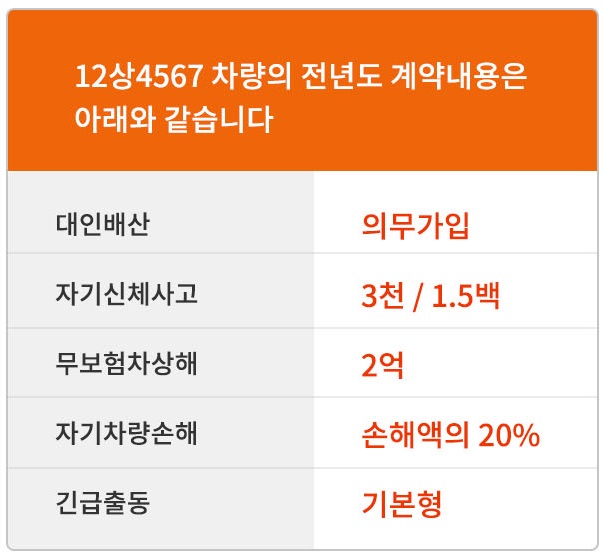 12상4567 차량의 전년도 계약내용은
아래와 같습니다
대인배산 의무가입
자기신체사고 3천 / 1.5백
무보험차상해 2억
자기차량손해 손해액의 20%
긴급출동 기본형